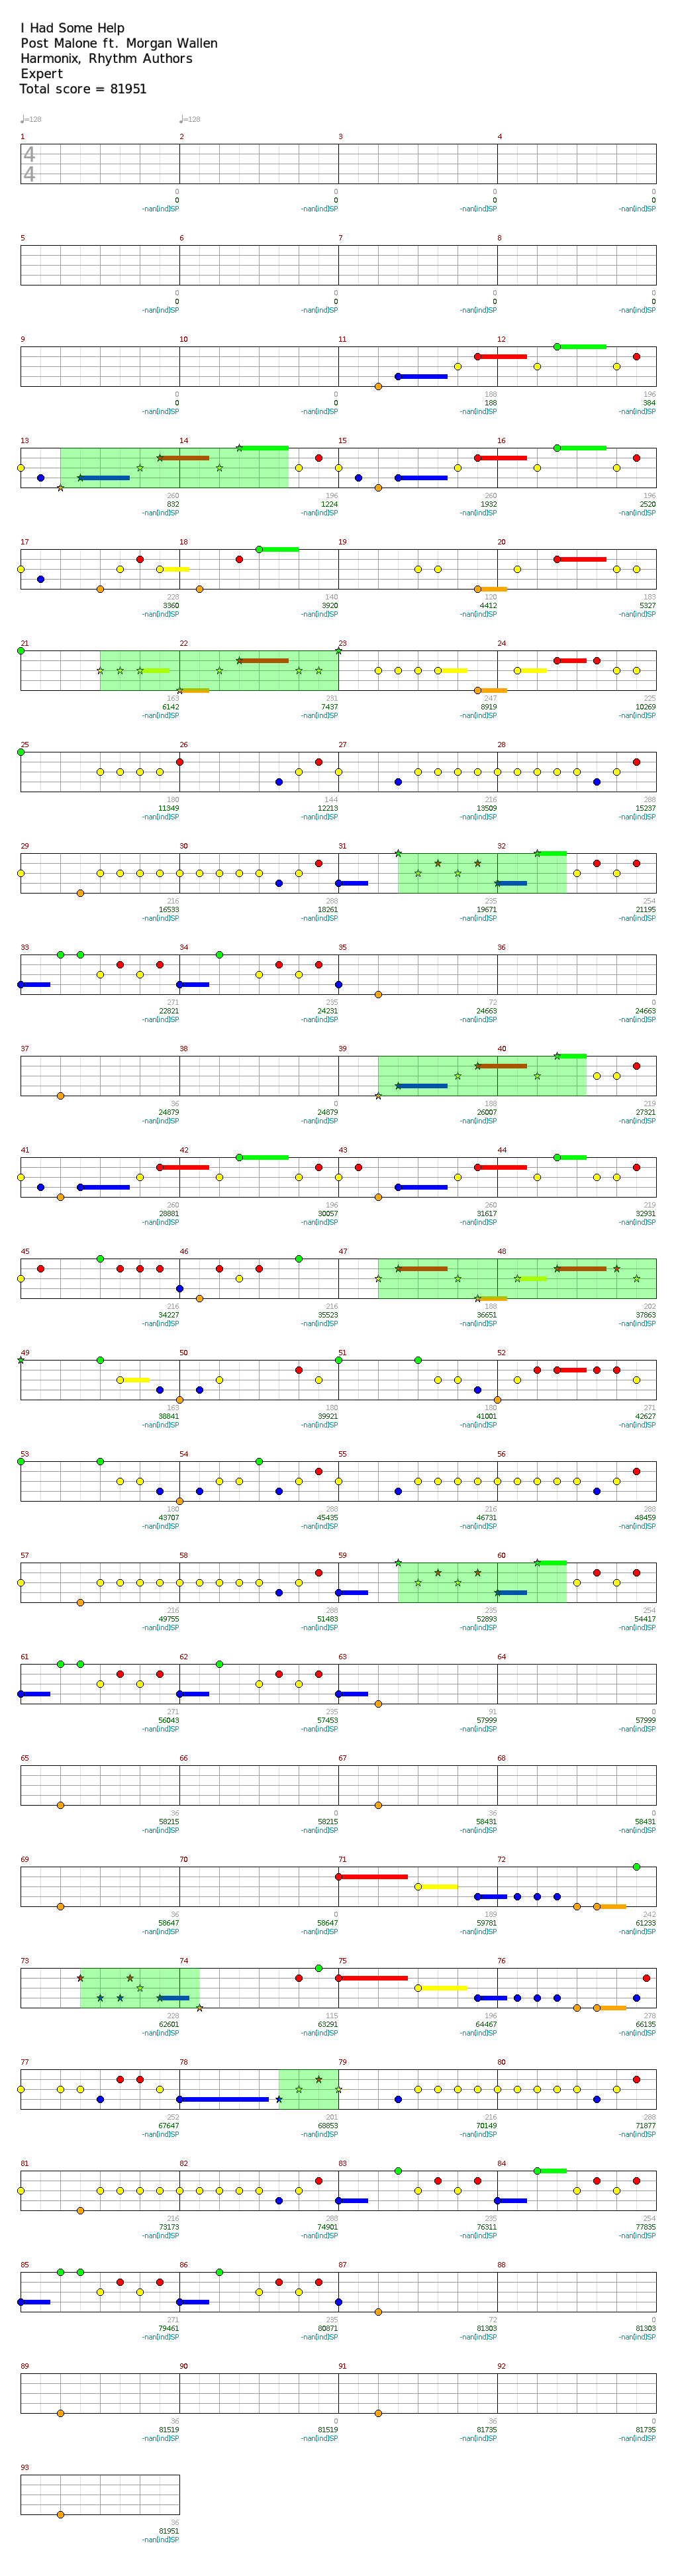 I Had Some Help
Post Malone ft. Morgan Wallen
Harmonix, Rhythm Authors
Expert
Total score = 81951
♩=128 ♩=128
1 2 3 4
4
4
0 0 0 0
0 0 0 0
-nan[ind]SP -nan[ind]SP -nan[ind]SP -nan[ind]SP
5 6 7 8
0 0 0 0
0 0 0 0
-nan[ind]SP -nan[ind]SP -nan[ind]SP -nan[ind]SP
9 10 11 12
0 0 188 196
0 0 188 384
-nan[ind]SP -nan[ind]SP -nan[ind]SP -nan[ind]SP
13 14 15 16
260 196 260 196
832 1224 1932 2520
-nan[ind]SP -nan[ind]SP -nan[ind]SP -nan[ind]SP
17 18 19 20
228 140 120 183
3360 3920 4412 5327
-nan[ind]SP -nan[ind]SP -nan[ind]SP -nan[ind]SP
21 22 23 24
163 231 247 225
6142 7437 8919 10269
-nan[ind]SP -nan[ind]SP -nan[ind]SP -nan[ind]SP
25 26 27 28
180 144 216 288
11349 12213 13509 15237
-nan[ind]SP -nan[ind]SP -nan[ind]SP -nan[ind]SP
29 30 31 32
216 288 235 254
16533 18261 19671 21195
-nan[ind]SP -nan[ind]SP -nan[ind]SP -nan[ind]SP
33 34 35 36
271 235 72 0
22821 24231 24663 24663
-nan[ind]SP -nan[ind]SP -nan[ind]SP -nan[ind]SP
37 38 39 40
36 0 188 219
24879 24879 26007 27321
-nan[ind]SP -nan[ind]SP -nan[ind]SP -nan[ind]SP
41 42 43 44
260 196 260 219
28881 30057 31617 32931
-nan[ind]SP -nan[ind]SP -nan[ind]SP -nan[ind]SP
45 46 47 48
216 216 188 202
34227 35523 36651 37863
-nan[ind]SP -nan[ind]SP -nan[ind]SP -nan[ind]SP
49 50 51 52
163 180 180 271
38841 39921 41001 42627
-nan[ind]SP -nan[ind]SP -nan[ind]SP -nan[ind]SP
53 54 55 56
180 288 216 288
43707 45435 46731 48459
-nan[ind]SP -nan[ind]SP -nan[ind]SP -nan[ind]SP
57 58 59 60
216 288 235 254
49755 51483 52893 54417
-nan[ind]SP -nan[ind]SP -nan[ind]SP -nan[ind]SP
61 62 63 64
271 235 91 0
56043 57453 57999 57999
-nan[ind]SP -nan[ind]SP -nan[ind]SP -nan[ind]SP
65 66 67 68
36 0 36 0
58215 58215 58431 58431
-nan[ind]SP -nan[ind]SP -nan[ind]SP -nan[ind]SP
69 70 71 72
36 0 189 242
58647 58647 59781 61233
-nan[ind]SP -nan[ind]SP -nan[ind]SP -nan[ind]SP
73 74 75 76
228 115 196 278
62601 63291 64467 66135
-nan[ind]SP -nan[ind]SP -nan[ind]SP -nan[ind]SP
77 78 79 80
252 201 216 288
67647 68853 70149 71877
-nan[ind]SP -nan[ind]SP -nan[ind]SP -nan[ind]SP
81 82 83 84
216 288 235 254
73173 74901 76311 77835
-nan[ind]SP -nan[ind]SP -nan[ind]SP -nan[ind]SP
85 86 87 88
271 235 72 0
79461 80871 81303 81303
-nan[ind]SP -nan[ind]SP -nan[ind]SP -nan[ind]SP
89 90 91 92
36 0 36 0
81519 81519 81735 81735
-nan[ind]SP -nan[ind]SP -nan[ind]SP -nan[ind]SP
93
36
81951
-nan[ind]SP